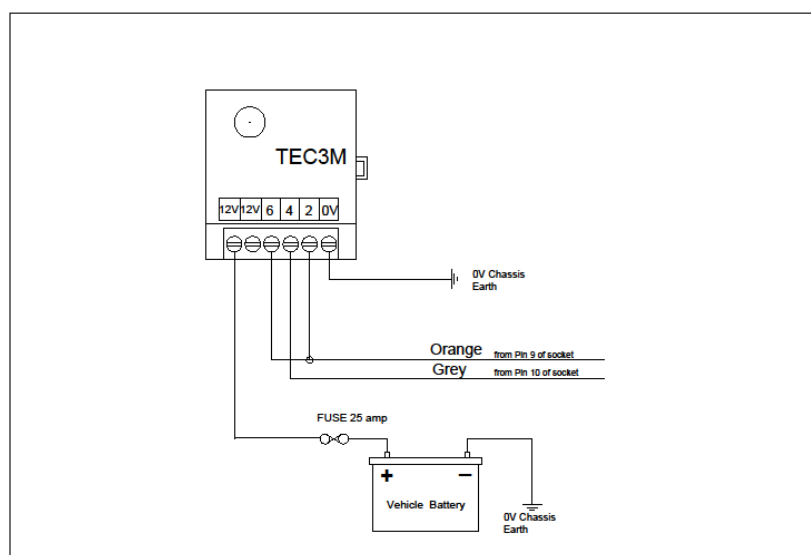 TEC3M
12V 12V 6 4 2 0V
0V Chassis
Earth
Orange from Pin 9 of socket
Grey from Pin 10 of socket
FUSE 25 amp
+ −
Vehicle Battery
0V Chassis
Earth